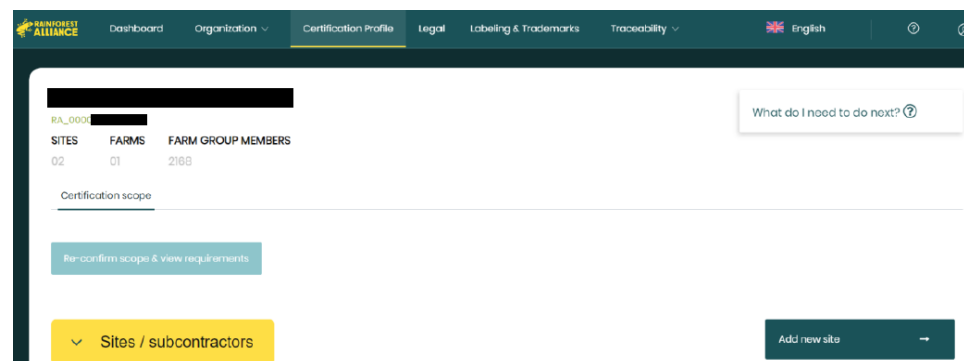 RAINFOREST ALLIANCE Dashboard Organization Certification Profile Legal Labeling & Trademarks Traceability English
What do I need to do next?
RA_0000
SITES FARMS FARM GROUP MEMBERS
02 01 2168
Certification scope
Re-confirm scope & view requirements
Sites / subcontractors Add new site